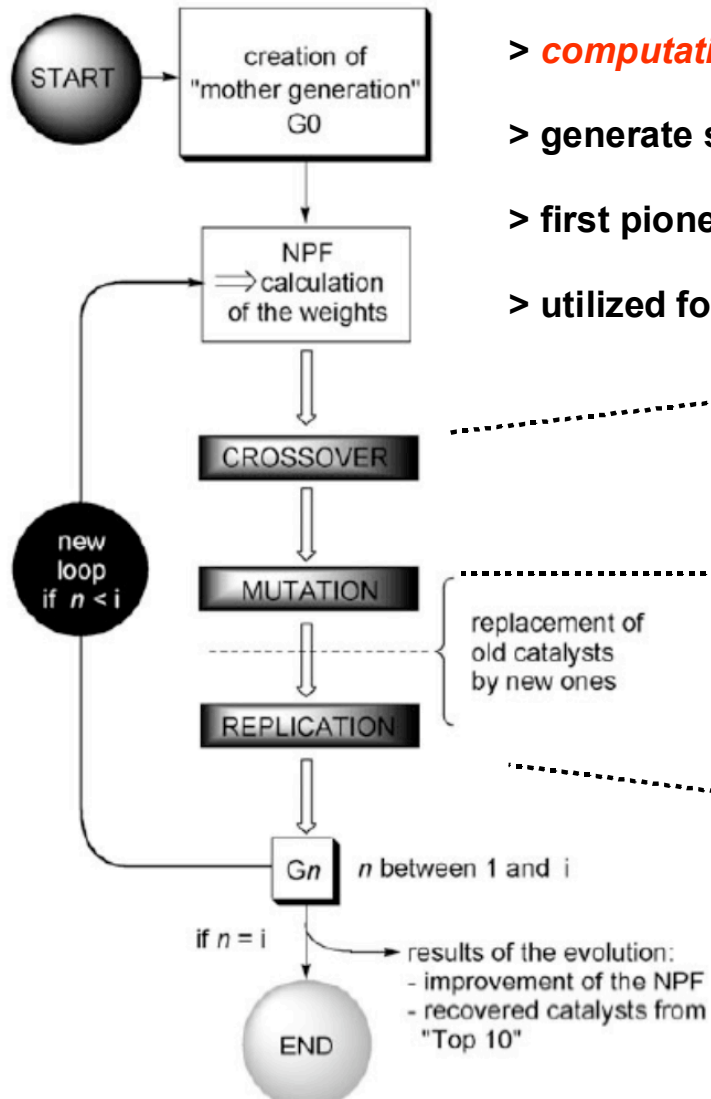 START
creation of
"mother generation"
G0
> computati
> generate s
> first pione
> utilized fo
NPF
⇒ calculation
of the weights
CROSSOVER
new
loop
if n < i
MUTATION
replacement of
old catalysts
by new ones
REPLICATION
Gn
n between 1 and i
if n = i
results of the evolution:
- improvement of the NPF
- recovered catalysts from
"Top 10"
END